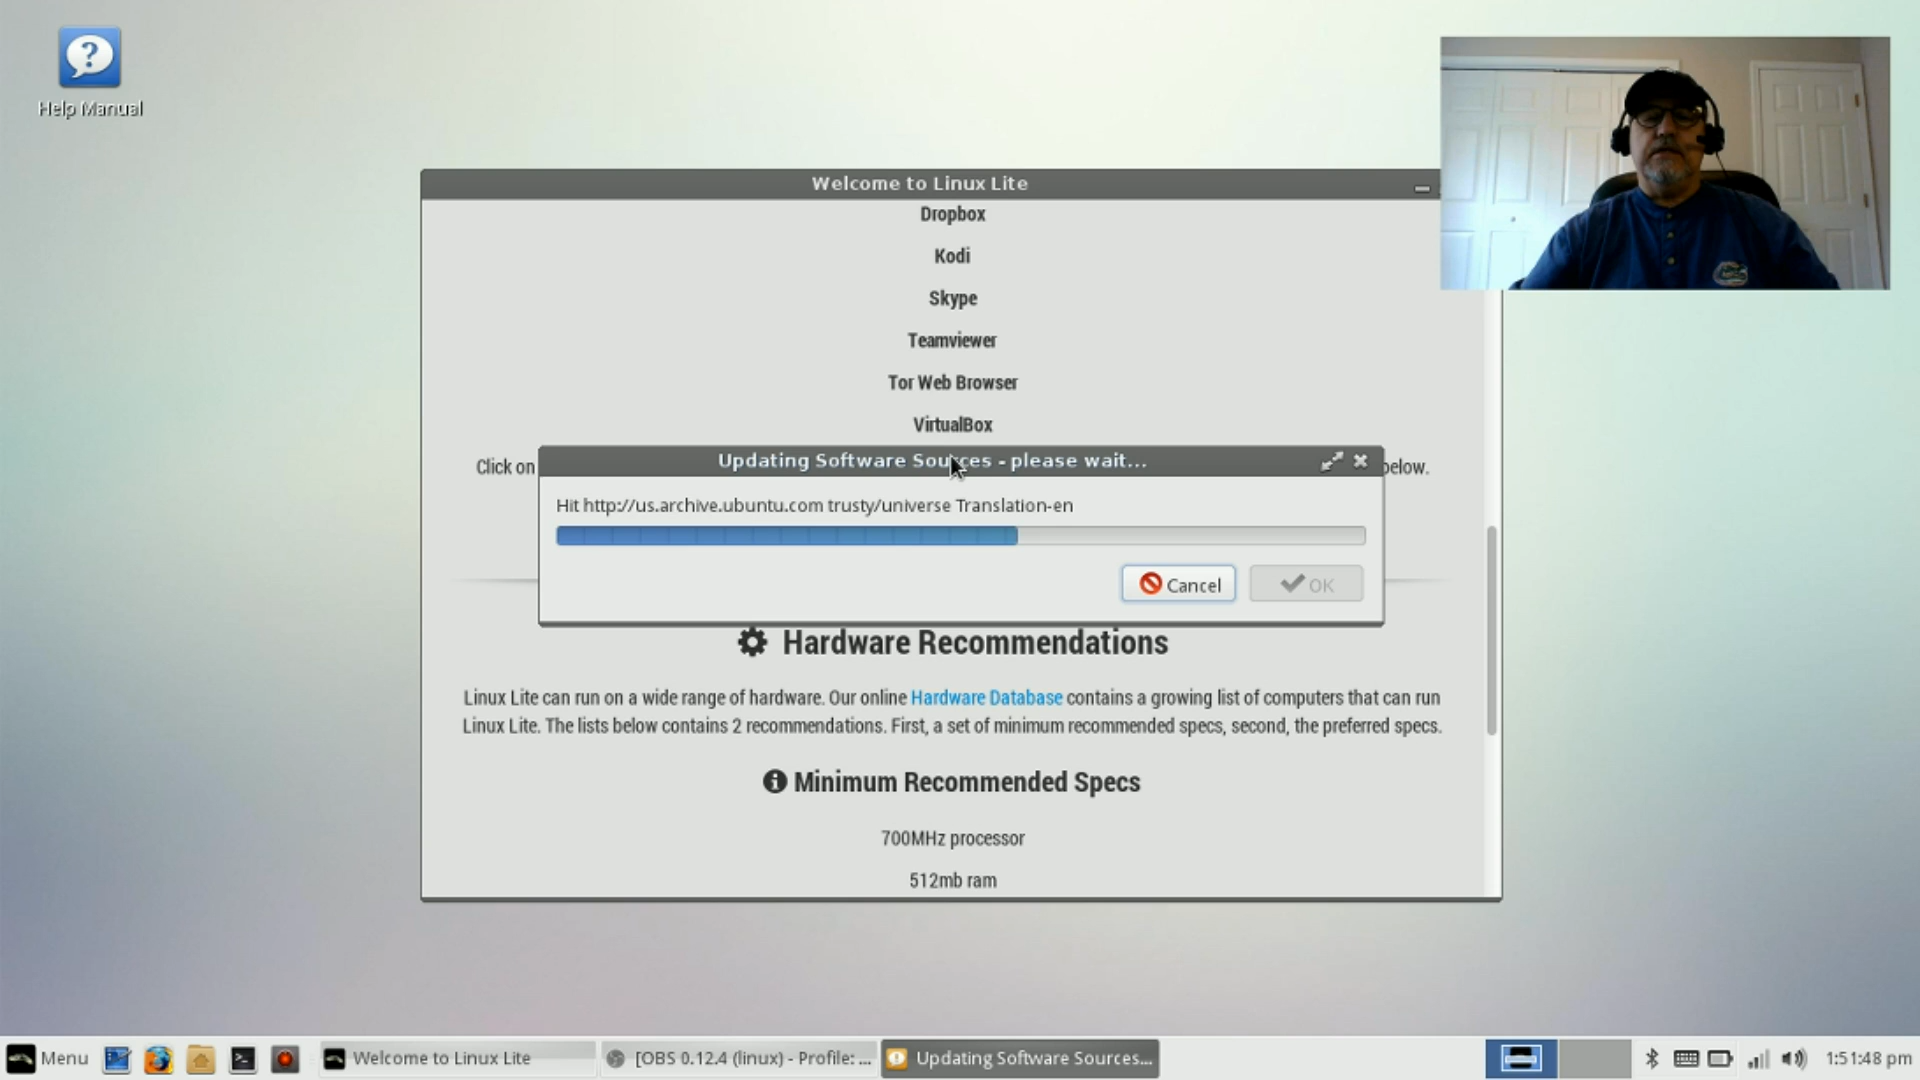 Help Manual
Welcome to Linux Lite
Dropbox
Kodi
Skype
Teamviewer
Tor Web Browser
VirtualBox
Click on
below.
Updating Software Sources - please wait...
Hit http://us.archive.ubuntu.com trusty/universe Translation-en
Cancel
OK
Hardware Recommendations
Linux Lite can run on a wide range of hardware. Our online Hardware Database contains a growing list of computers that can run
Linux Lite. The lists below contains 2 recommendations. First, a set of minimum recommended specs, second, the preferred specs.
Minimum Recommended Specs
700MHz processor
512mb ram
Menu
Welcome to Linux Lite
[OBS 0.12.4 (linux) - Profile: ...
Updating Software Sources...
1:51:48 pm